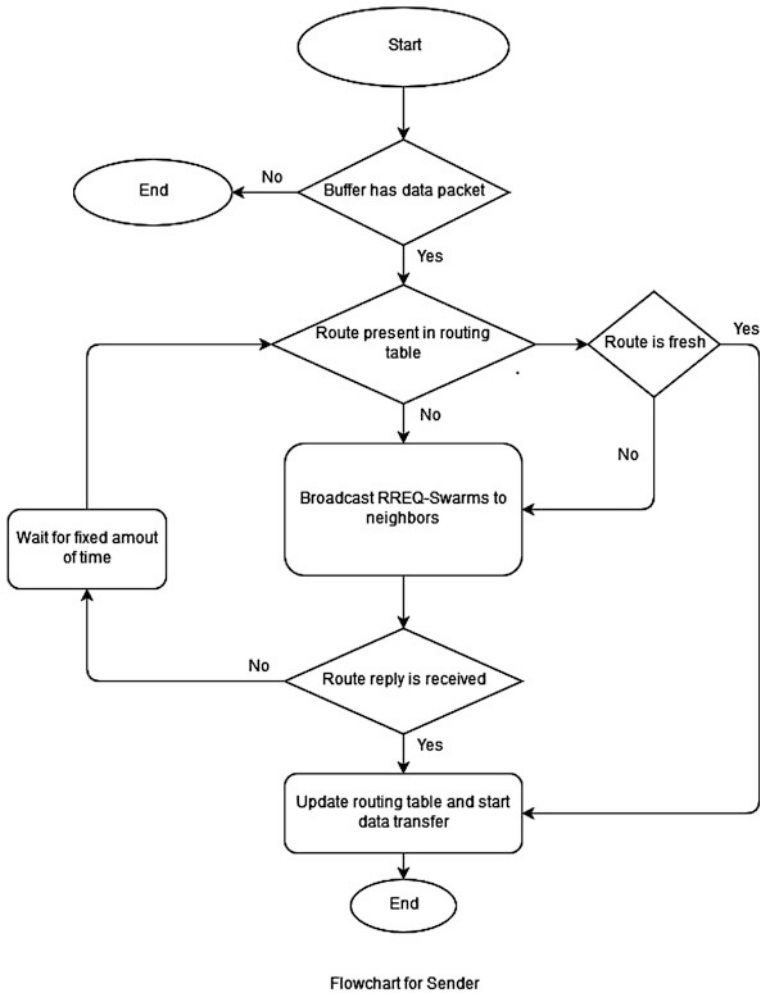 Start
No
End
Buffer has data packet
Yes
Route present in routing
table
Route is fresh
Yes
No
No
Broadcast RREQ-Swarms to
neighbors
Wait for fixed amout
of time
No
Route reply is received
Yes
Update routing table and start
data transfer
End
Flowchart for Sender